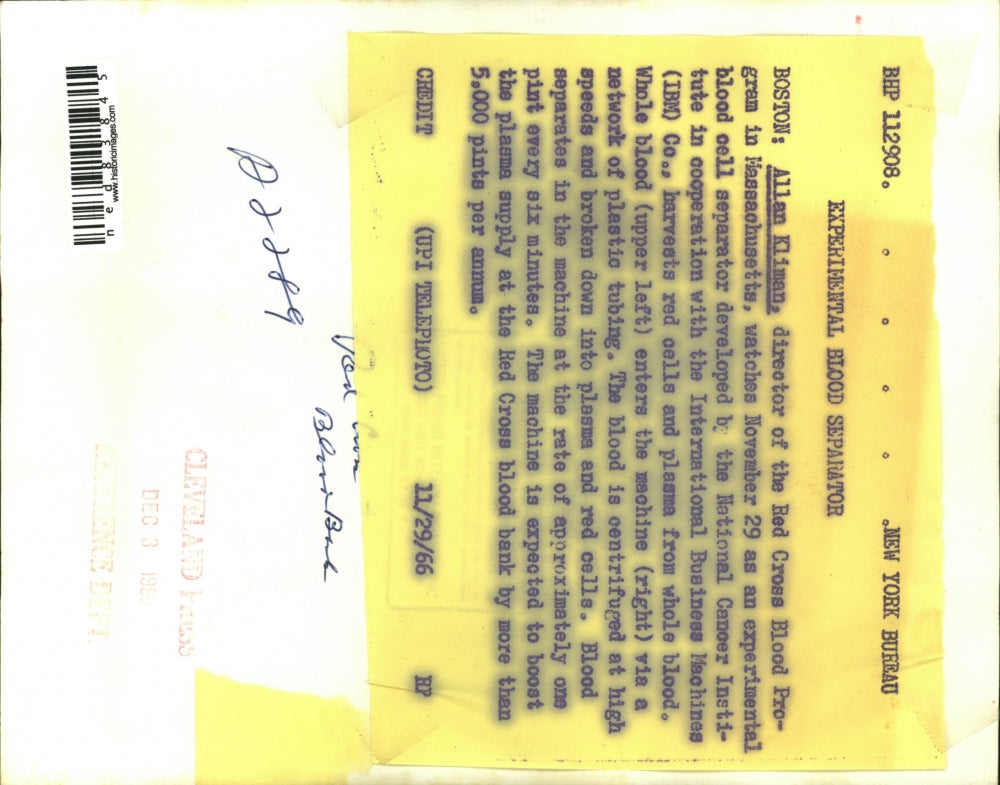 BHP 112908. . . . . .NEW YORK BUREAU
EXPERIMENTAL BLOOD SEPARATOR
BOSTON: Allan Kliman, director of the Red Cross Blood Pro-
gram in Massachusetts, watches November 29 as an experimental
blood cell separator developed by the National Cancer Insti-
tute in cooperation with the International Business Machines
(IBM) Co., harvests red cells and plasma from whole blood.
Whole blood (upper left) enters the machine (right) via a
network of plastic tubing. The blood is centrifuged at high
speeds and broken down into plasma and red cells. Blood
separates in the machine at the rate of approximately one
pint every six minutes. The machine is expected to boost
the plasma supply at the Red Cross blood bank by more than
5,000 pints per annum.
CREDIT (UPI TELEPHOTO) 11/29/66 RP
Red
Blood Bank
CLEVELAND PRESS
DEC 3 196
REFERENCE DEPT.
www.historicimages.com
ned83845